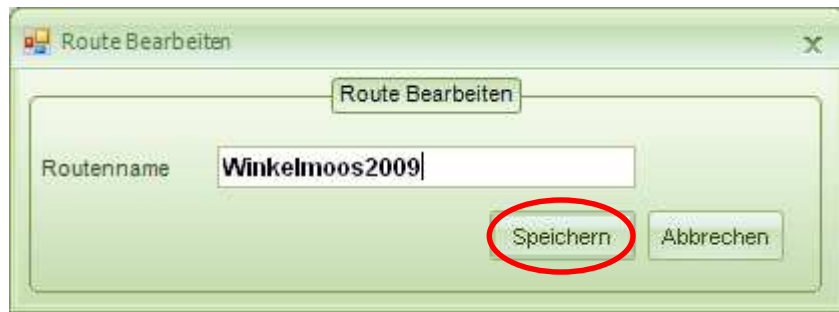 Route Bearbeiten
Route Bearbeiten
Routenname Winkelmoos2009
Speichern Abbrechen